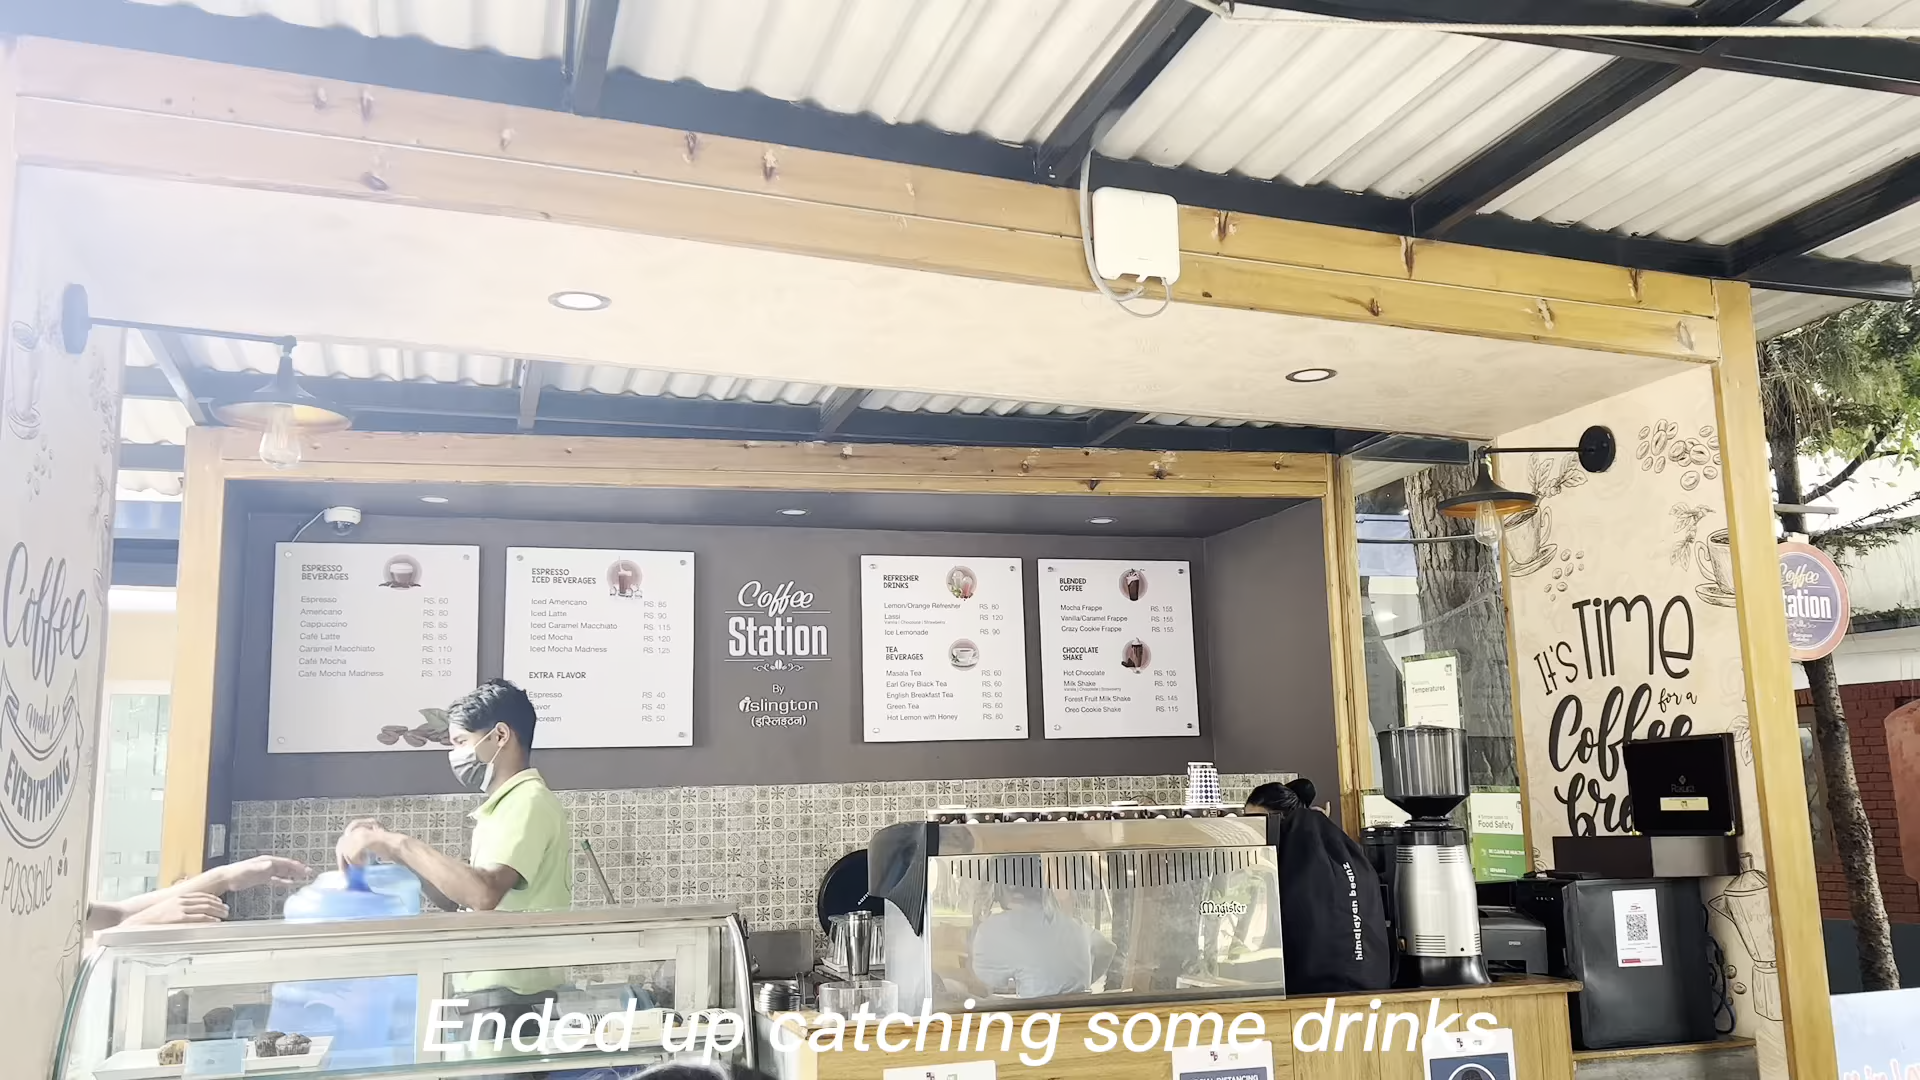 Coffee
makes
EVERYTHING
possible
ESPRESSO
BEVERAGES
Espresso RS. 60
Americano RS. 80
Cappuccino RS. 85
Café Latte RS. 85
Caramel Macchiato RS. 110
Café Mocha RS. 115
Café Mocha Madness RS. 120
ESPRESSO
ICED BEVERAGES
Iced Americano RS. 85
Iced Latte RS. 90
Iced Caramel Macchiato RS. 115
Iced Mocha RS. 120
Iced Mocha Madness RS. 125
EXTRA FLAVOR
Espresso RS. 40
RS. 40
RS. 50
Coffee
Station
By
islington
(इस्लिङटन)
REFRESHER
DRINKS
Lemon/Orange Refresher RS. 80
Lassi RS. 120
Ice Lemonade RS. 90
TEA
BEVERAGES
Masala Tea RS. 60
Earl Grey Black Tea RS. 60
English Breakfast Tea RS. 60
Green Tea RS. 60
Hot Lemon with Honey RS. 80
BLENDED
COFFEE
Mocha Frappe RS. 155
Vanilla/Caramel Frappe RS. 155
Crazy Cookie Frappe RS. 155
CHOCOLATE
SHAKE
Hot Chocolate RS. 105
Milk Shake RS. 105
Forest Fruit Milk Shake RS. 145
Oreo Cookie Shake RS. 115
IT'S TIME
for a
Coffee
bre
Coffee
Station
Temperatures
Food Safety
Magister
himalayan beanz
EPSON
Ended up catching some drinks